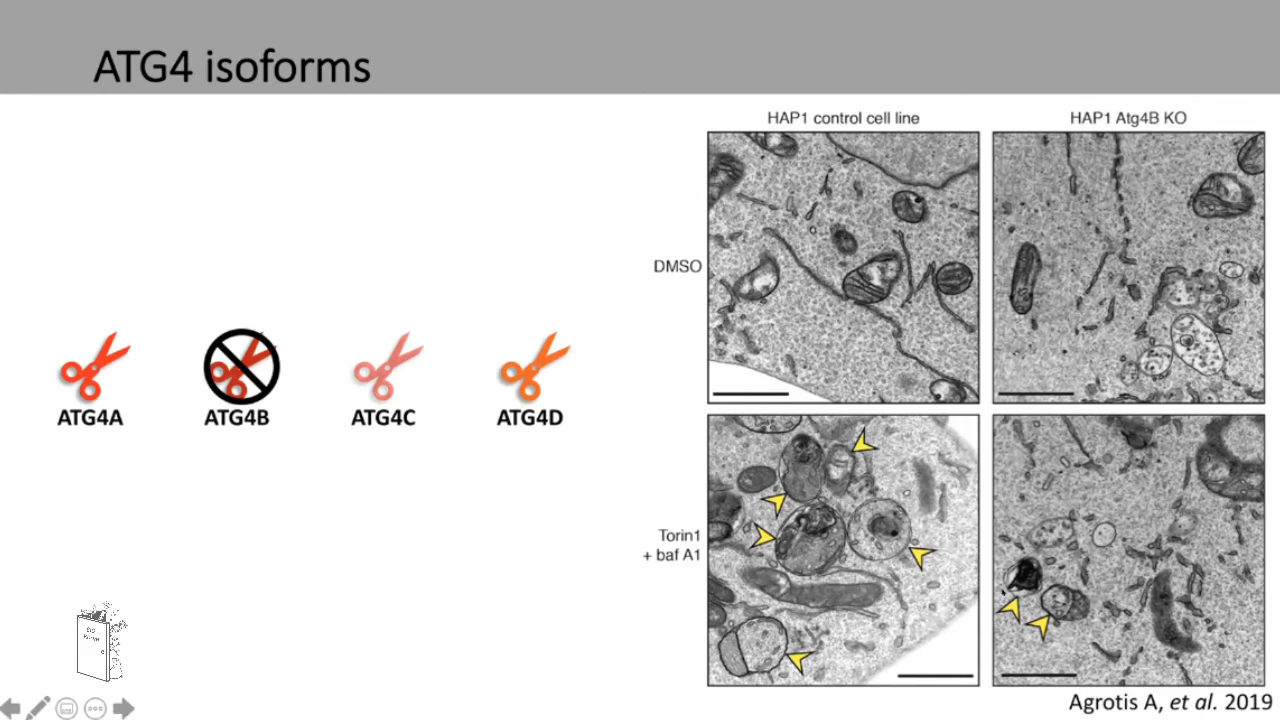 ATG4 isoforms
HAP1 control cell line
HAP1 Atg4B KO
DMSO
ATG4A
ATG4B
ATG4C
ATG4D
Torin1
+ baf A1
Agrotis A, et al. 2019